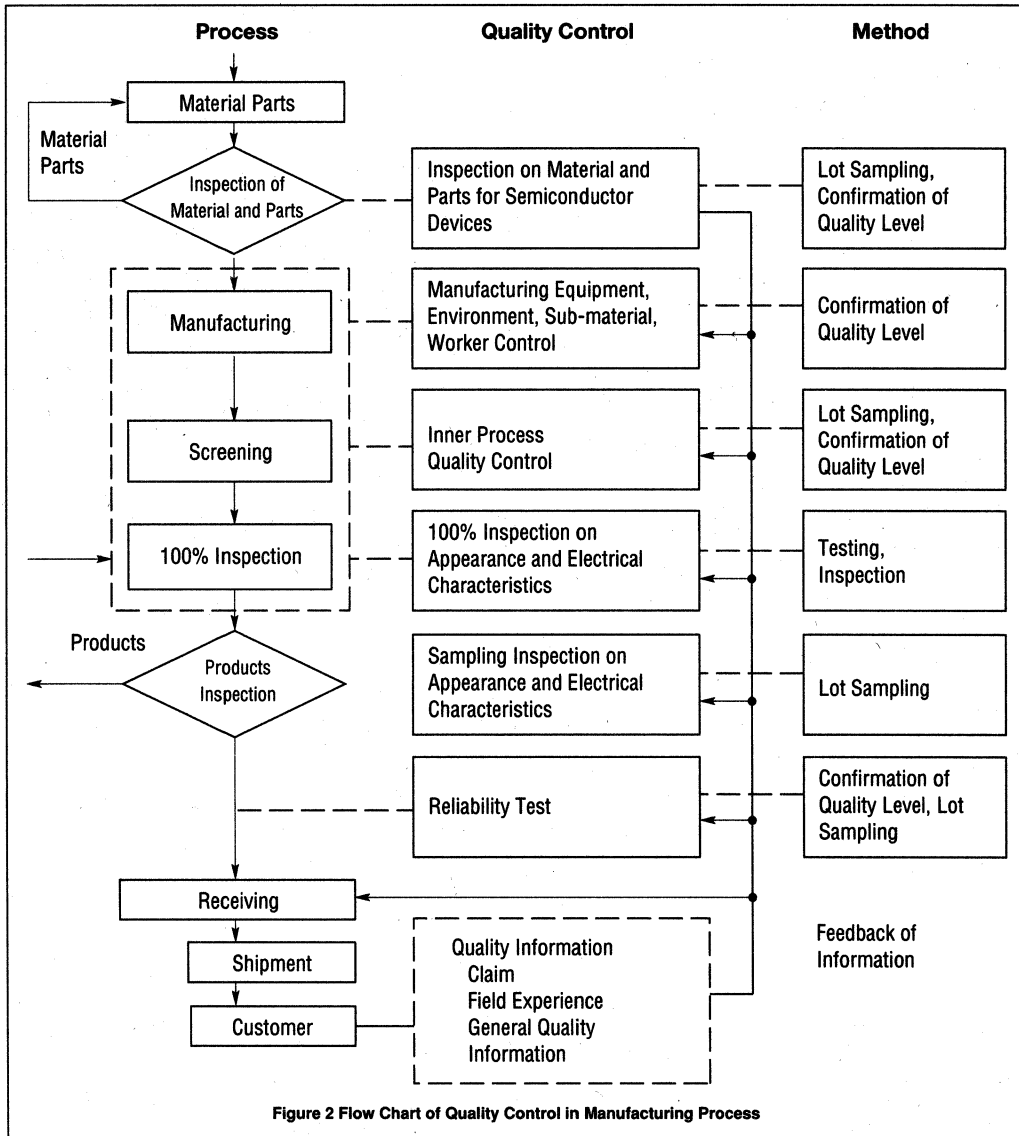 Process
Quality Control
Method
Material Parts
Material
Parts
Inspection of
Material and Parts
Inspection on Material and
Parts for Semiconductor
Devices
Lot Sampling,
Confirmation of
Quality Level
Manufacturing
Manufacturing Equipment,
Environment, Sub-material,
Worker Control
Confirmation of
Quality Level
Screening
Inner Process
Quality Control
Lot Sampling,
Confirmation of
Quality Level
100% Inspection
100% Inspection on
Appearance and Electrical
Characteristics
Testing,
Inspection
Products
Products
Inspection
Sampling Inspection on
Appearance and Electrical
Characteristics
Lot Sampling
Reliability Test
Confirmation of
Quality Level, Lot
Sampling
Receiving
Shipment
Customer
Quality Information
Claim
Field Experience
General Quality
Information
Feedback of
Information
Figure 2 Flow Chart of Quality Control in Manufacturing Process